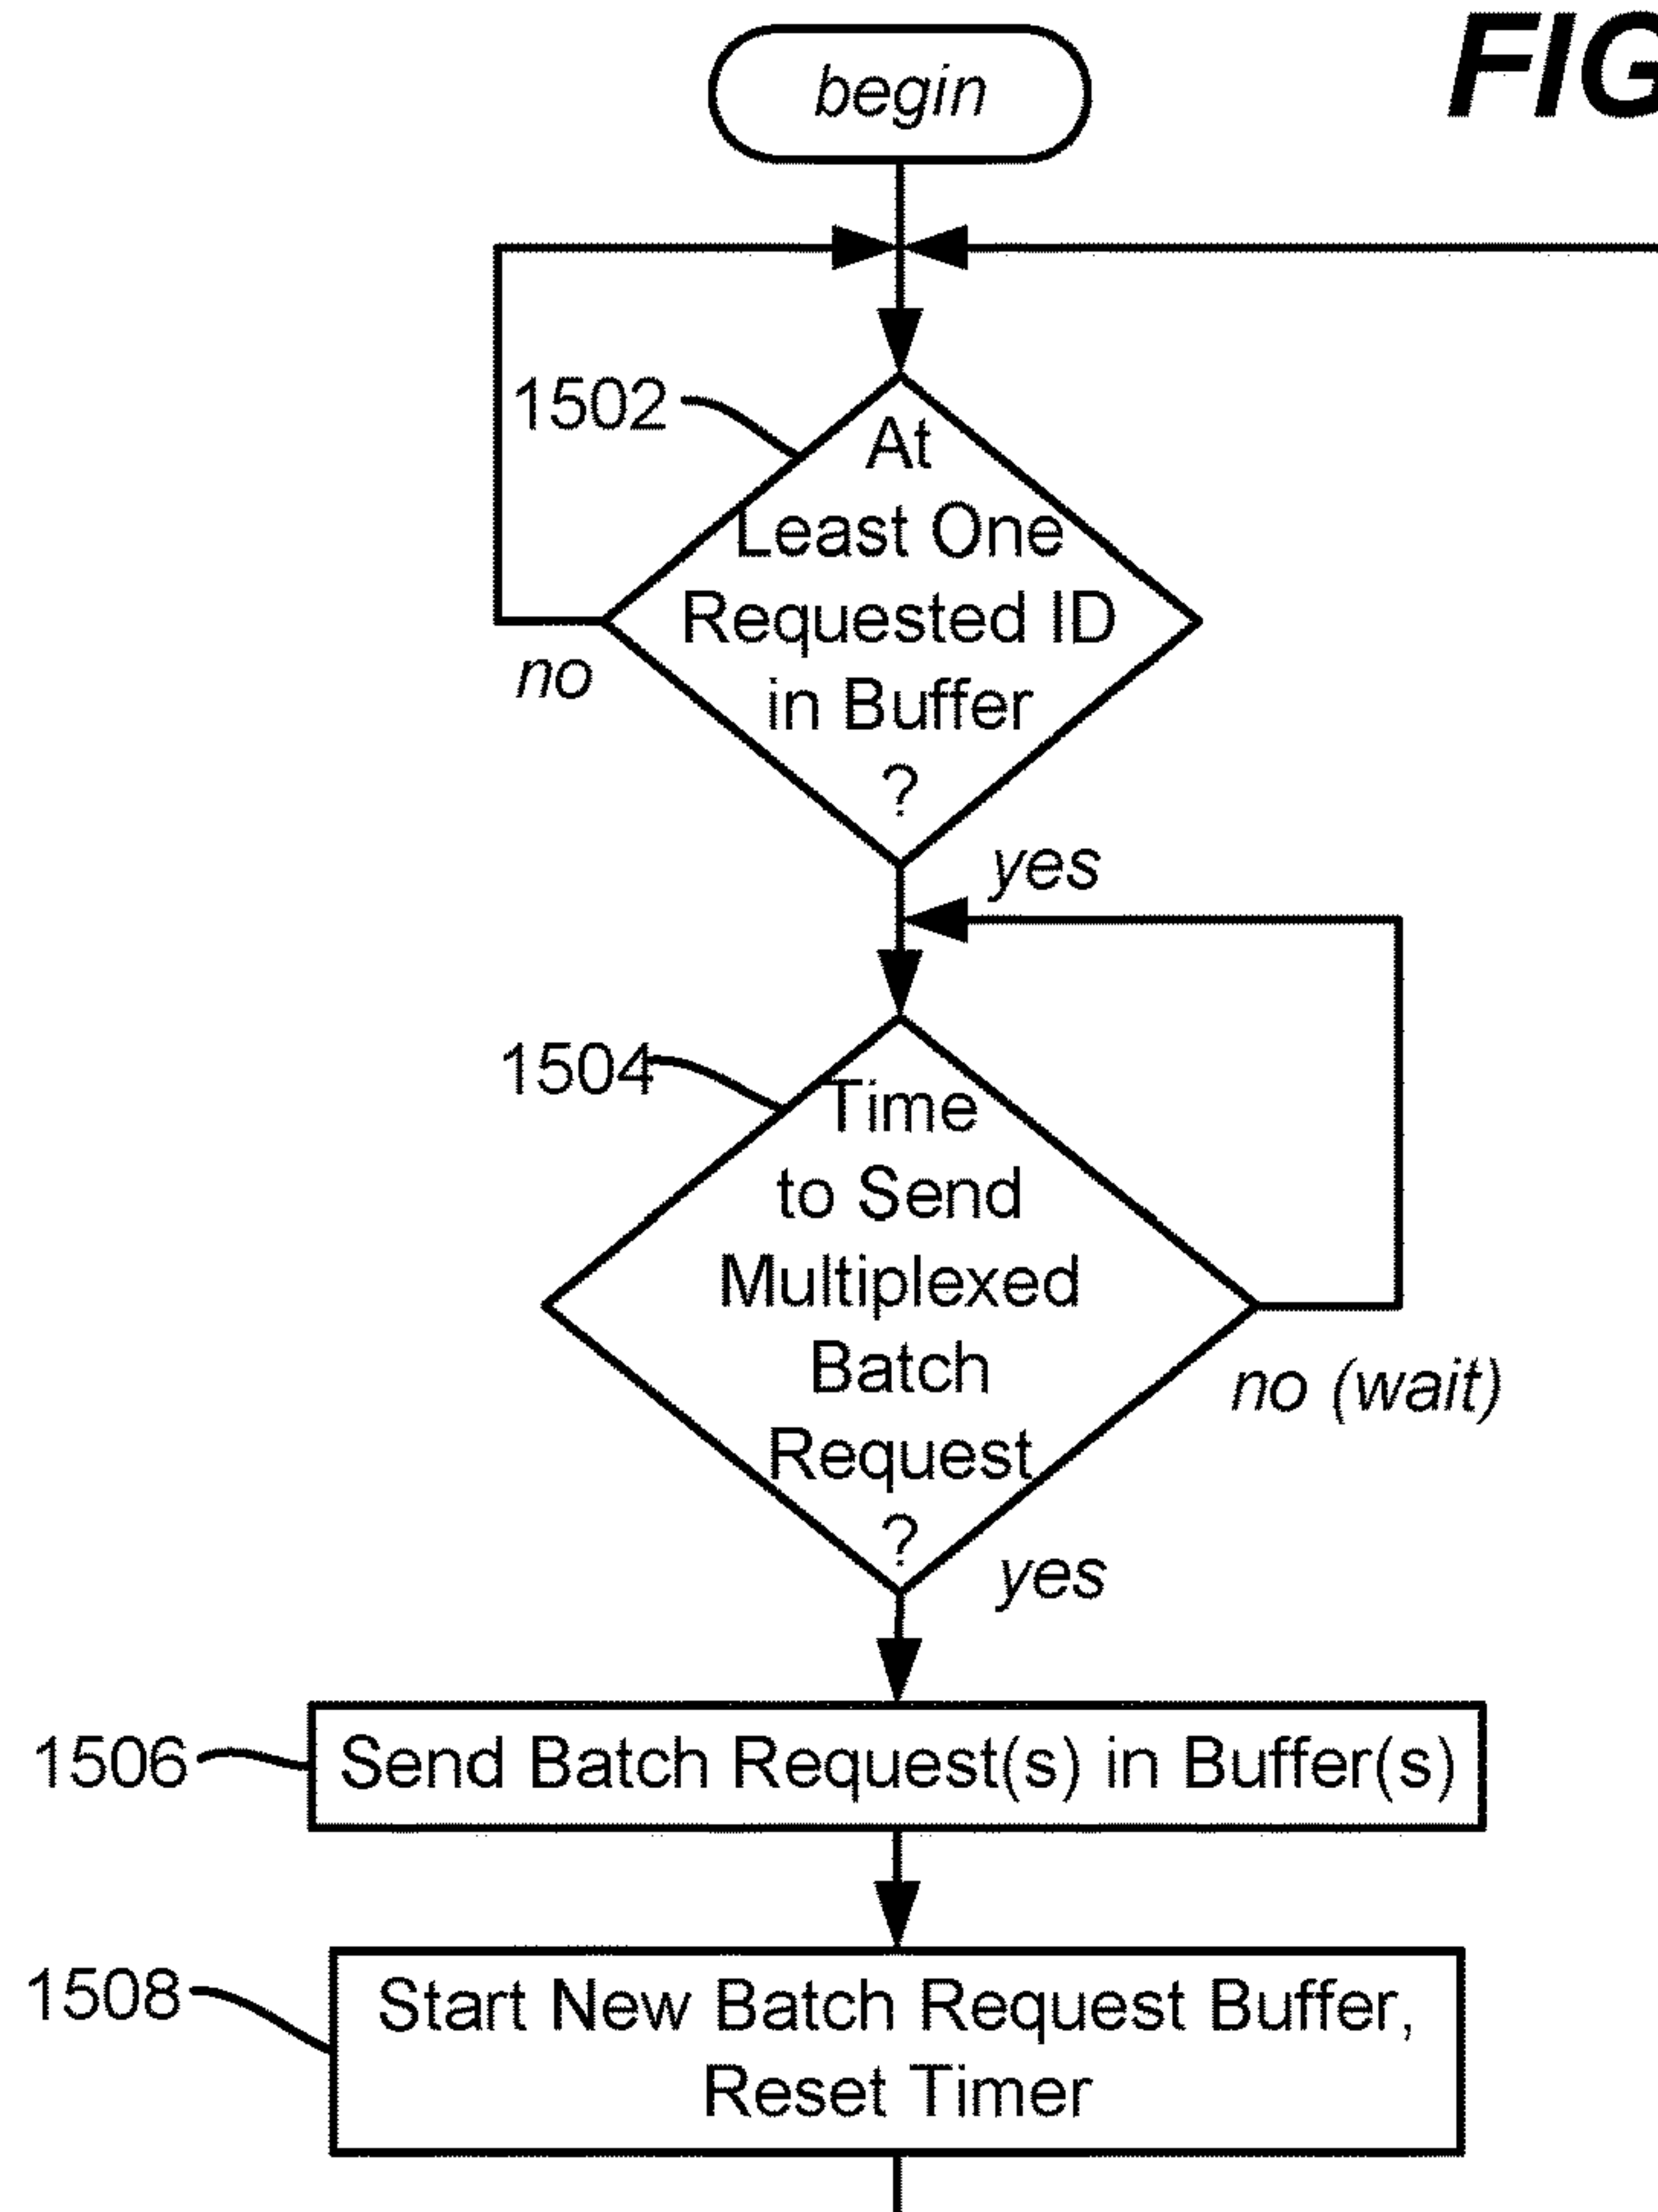 FIG
begin
1502
At
Least One
Requested ID
in Buffer
?
no
yes
1504
Time
to Send
Multiplexed
Batch
Request
?
no (wait)
yes
1506
Send Batch Request(s) in Buffer(s)
1508
Start New Batch Request Buffer,
Reset Timer